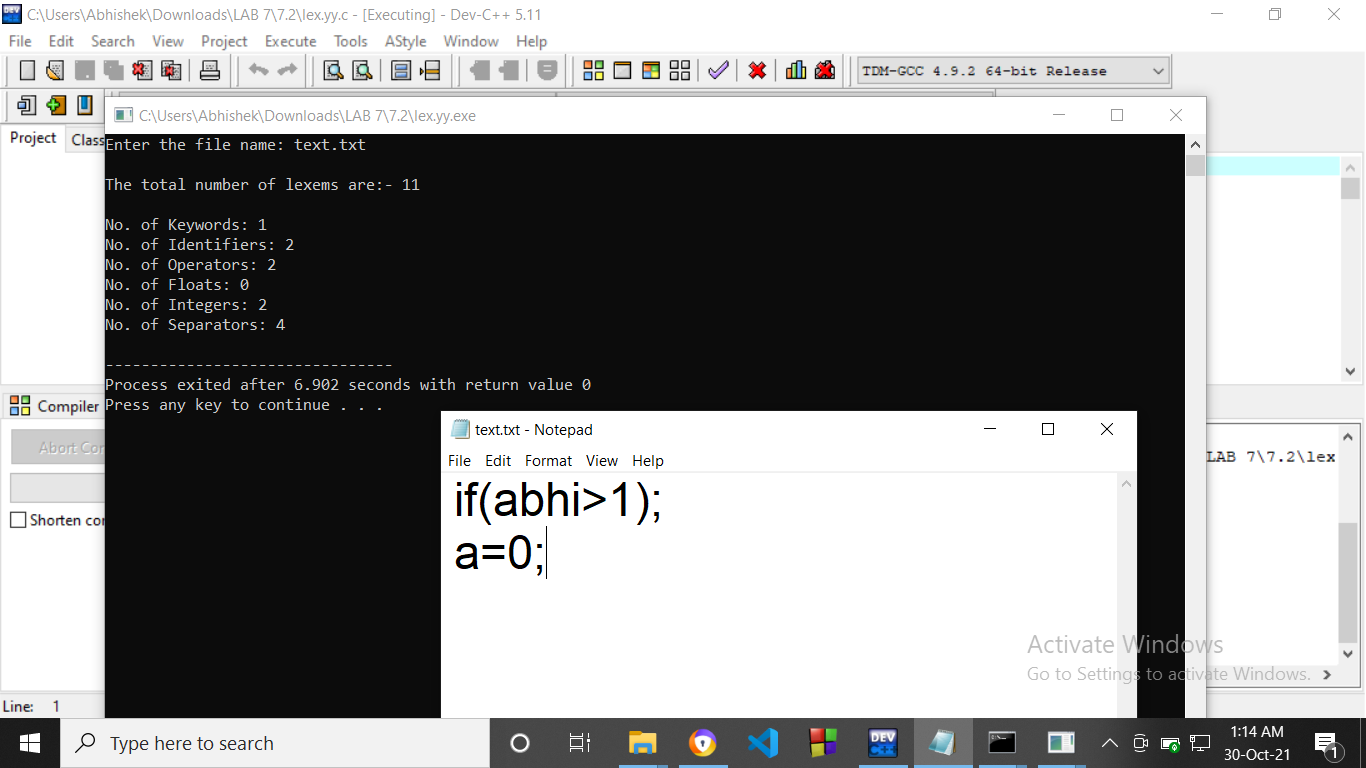 C:\Users\Abhishek\Downloads\LAB 7\7.2\lex.yy.c - [Executing] - Dev-C++ 5.11
File Edit Search View Project Execute Tools AStyle Window Help
TDM-GCC 4.9.2 64-bit Release
C:\Users\Abhishek\Downloads\LAB 7\7.2\lex.yy.exe
Project Class
Enter the file name: text.txt
The total number of lexems are:- 11
No. of Keywords: 1
No. of Identifiers: 2
No. of Operators: 2
No. of Floats: 0
No. of Integers: 2
No. of Separators: 4
--------------------------------
Process exited after 6.902 seconds with return value 0
Press any key to continue . . .
Compiler
Abort Cor
Shorten cor
LAB 7\7.2\lex
text.txt - Notepad
File Edit Format View Help
if(abhi>1);
a=0;
Activate Windows
Go to Settings to activate Windows.
Line: 1
Type here to search
DEV C++
1:14 AM
30-Oct-21
1